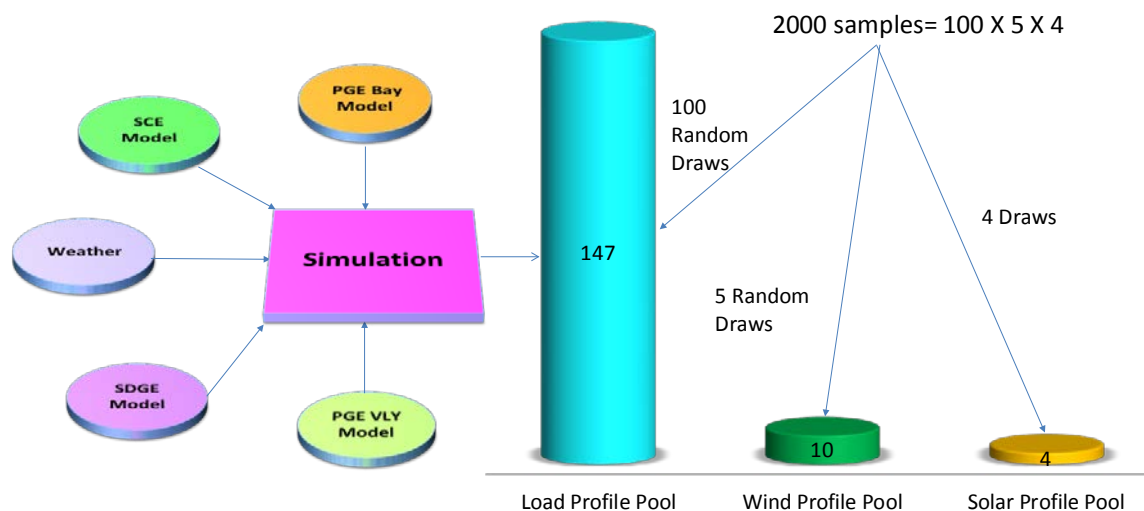 2000 samples= 100 X 5 X 4
PGE Bay
Model
SCE
Model
100
Random
Draws
4 Draws
Weather
Simulation
147
5 Random
Draws
SDGE
Model
PGE VLY
Model
10
4
Load Profile Pool
Wind Profile Pool
Solar Profile Pool